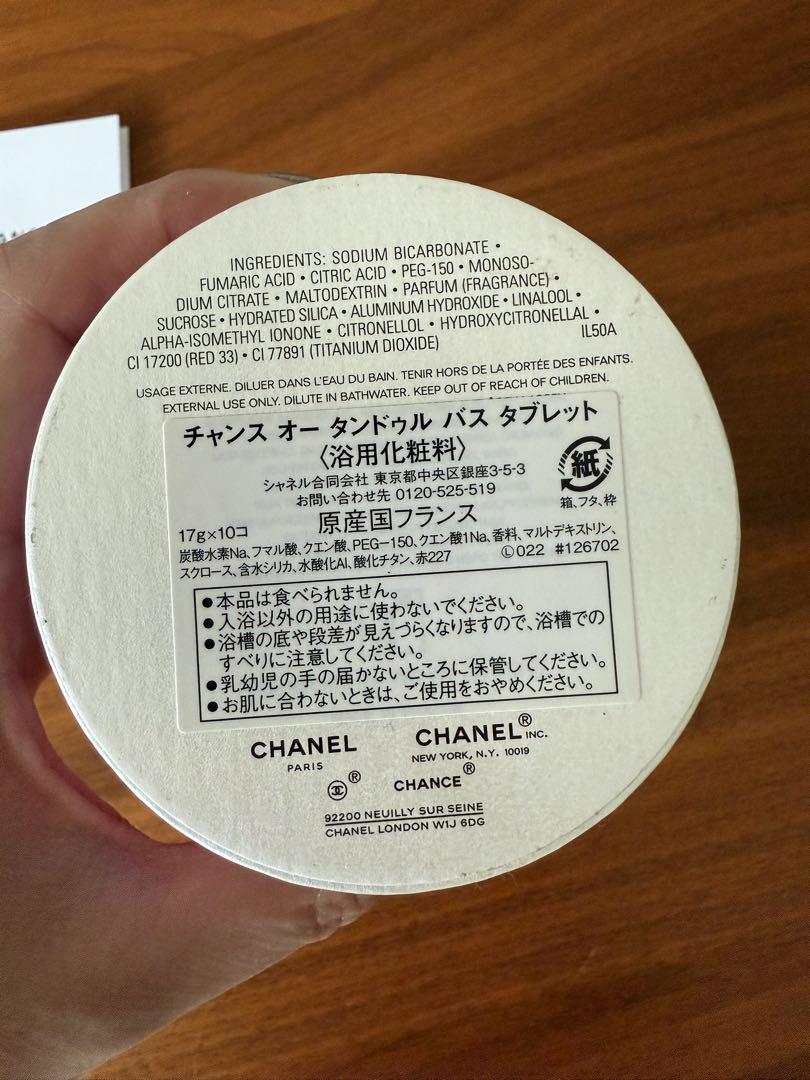 INGREDIENTS: SODIUM BICARBONATE •
FUMARIC ACID • CITRIC ACID • PEG-150 • MONOSO-
DIUM CITRATE • MALTODEXTRIN • PARFUM (FRAGRANCE) •
SUCROSE • HYDRATED SILICA • ALUMINUM HYDROXIDE • LINALOOL •
ALPHA-ISOMETHYL IONONE • CITRONELLOL • HYDROXYCITRONELLAL •
CI 17200 (RED 33) • CI 77891 (TITANIUM DIOXIDE)
IL50A
USAGE EXTERNE. DILUER DANS L'EAU DU BAIN. TENIR HORS DE LA PORTÉE DES ENFANTS.
EXTERNAL USE ONLY. DILUTE IN BATHWATER. KEEP OUT OF REACH OF CHILDREN.
チャンス オー タンドゥル バス タブレット
〈浴用化粧料〉
シャネル合同会社 東京都中央区銀座3-5-3
お問い合わせ先 0120-525-519
紙
箱、フタ、枠
原産国フランス
17g×10コ
炭酸水素Na、フマル酸、クエン酸、PEG-150、クエン酸1Na、香料、マルトデキストリン、
スクロース、含水シリカ、水酸化Al、酸化チタン、赤227
Ⓛ022 #126702
●本品は食べられません。
●入浴以外の用途に使わないでください。
●浴槽の底や段差が見えづらくなりますので、浴槽での
すべりに注意してください。
●乳幼児の手の届かないところに保管してください。
●お肌に合わないときは、ご使用をおやめください。
CHANEL
PARIS
CHANEL® INC.
NEW YORK, N.Y. 10019
®
CHANCE®
92200 NEUILLY SUR SEINE
CHANEL LONDON W1J 6DG